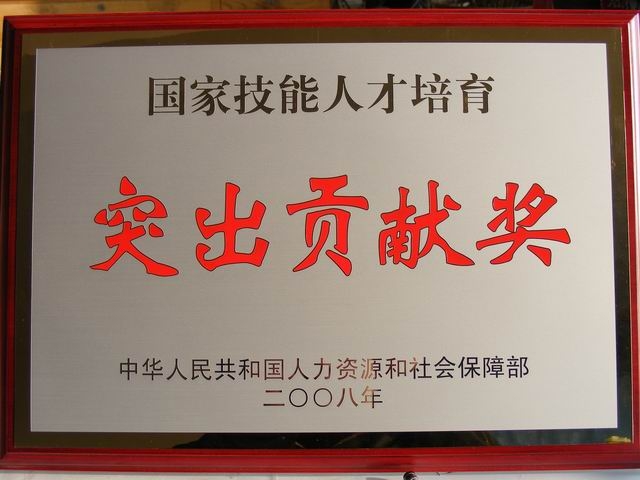 国家技能人才培育
突出贡献奖
中华人民共和国人力资源和社会保障部
二〇〇八年